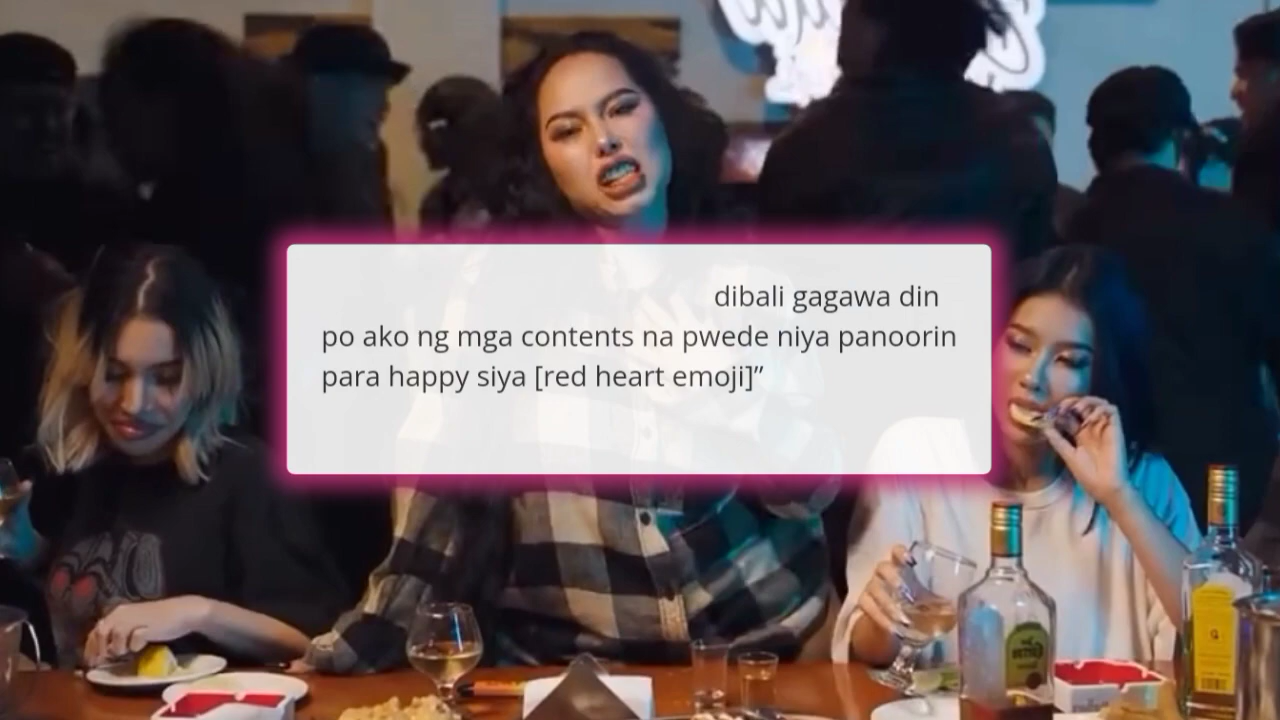 dibali gagawa din
po ako ng mga contents na pwede niya panoorin
para happy siya [red heart emoji]”